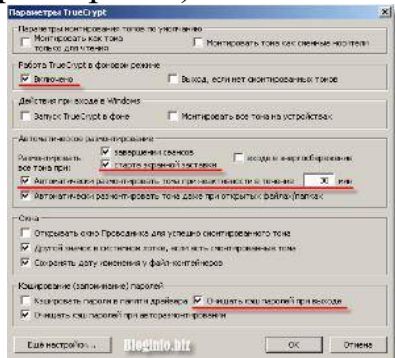 Параметры TrueCrypt
Параметры монтирования томов по умолчанию
Монтировать как тома только для чтения
Монтировать тома как сменные носители
Работа TrueCrypt в фоновом режиме
Включено
Выход, если нет смонтированных томов
Действия при входе в Windows
Запуск TrueCrypt в фоне
Монтировать все тома на устройствах
Автоматическое размонтирование
Размонтировать все тома при:
завершении сеансов
старте экранной заставки
входе в энергосбережение
Автоматически размонтировать тома при неактивности в течение 30 мин
Автоматически размонтировать тома даже при открытых файлах/папках
Окна
Открывать окно Проводника для успешно смонтированного тома
Другой значок в системном лотке, если есть смонтированные тома
Сохранять дату изменения у файл-контейнеров
Кэширование (запоминание) паролей
Кэшировать пароли в памяти драйвера
Очищать кэш паролей при выходе
Очищать кэш паролей при авторазмонтировании
Ещё настройки...
BlogInfo.biz
OK
Отмена